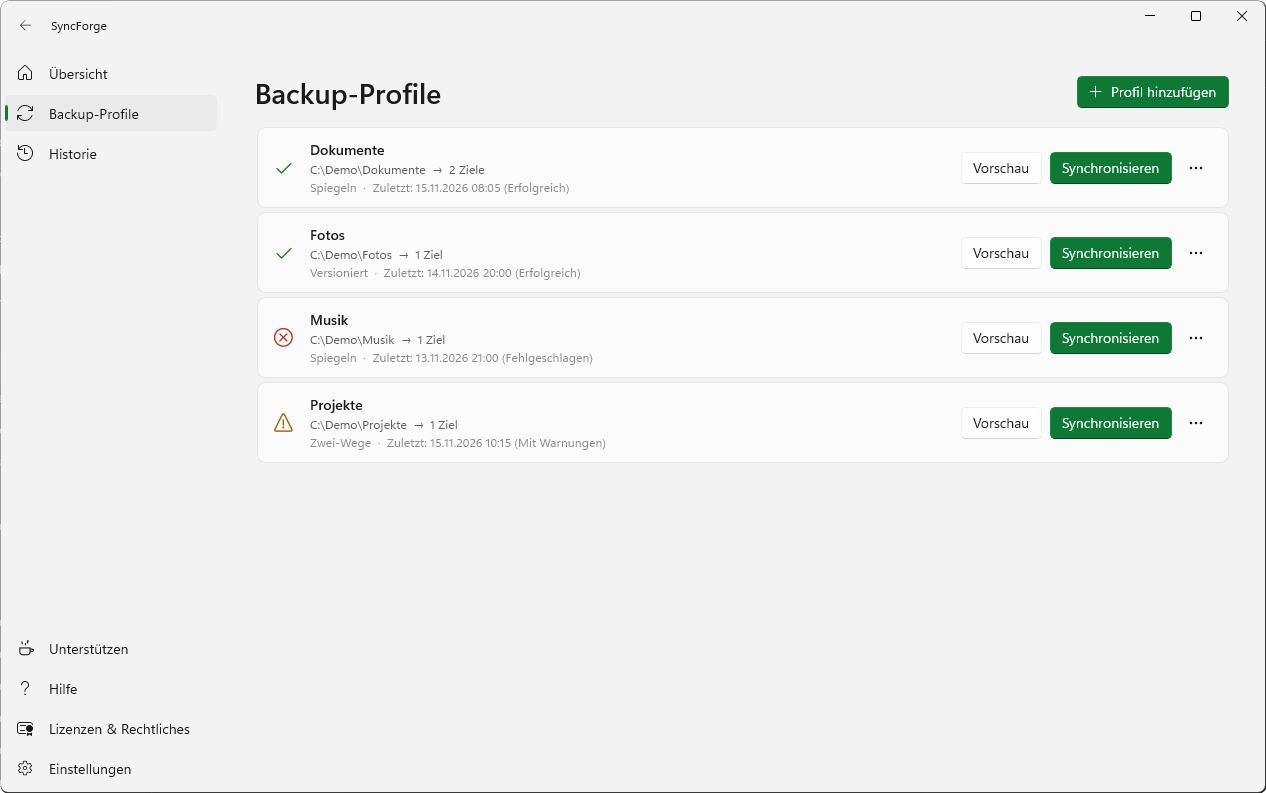 SyncForge
Übersicht
Backup-Profile
Historie
Unterstützen
Hilfe
Lizenzen & Rechtliches
Einstellungen
Backup-Profile
Profil hinzufügen
Dokumente
C:\Demo\Dokumente → 2 Ziele
Spiegeln · Zuletzt: 15.11.2026 08:05 (Erfolgreich)
Vorschau
Synchronisieren
Fotos
C:\Demo\Fotos → 1 Ziel
Versioniert · Zuletzt: 14.11.2026 20:00 (Erfolgreich)
Vorschau
Synchronisieren
Musik
C:\Demo\Musik → 1 Ziel
Spiegeln · Zuletzt: 13.11.2026 21:00 (Fehlgeschlagen)
Vorschau
Synchronisieren
Projekte
C:\Demo\Projekte → 1 Ziel
Zwei-Wege · Zuletzt: 15.11.2026 10:15 (Mit Warnungen)
Vorschau
Synchronisieren